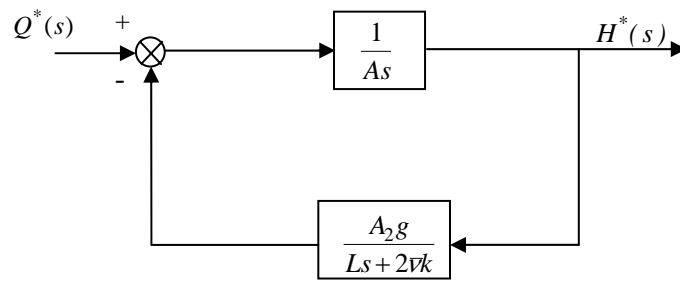 Q*(s)
+
-
1
As
H*(s)
A₂g
Ls + 2v̄k